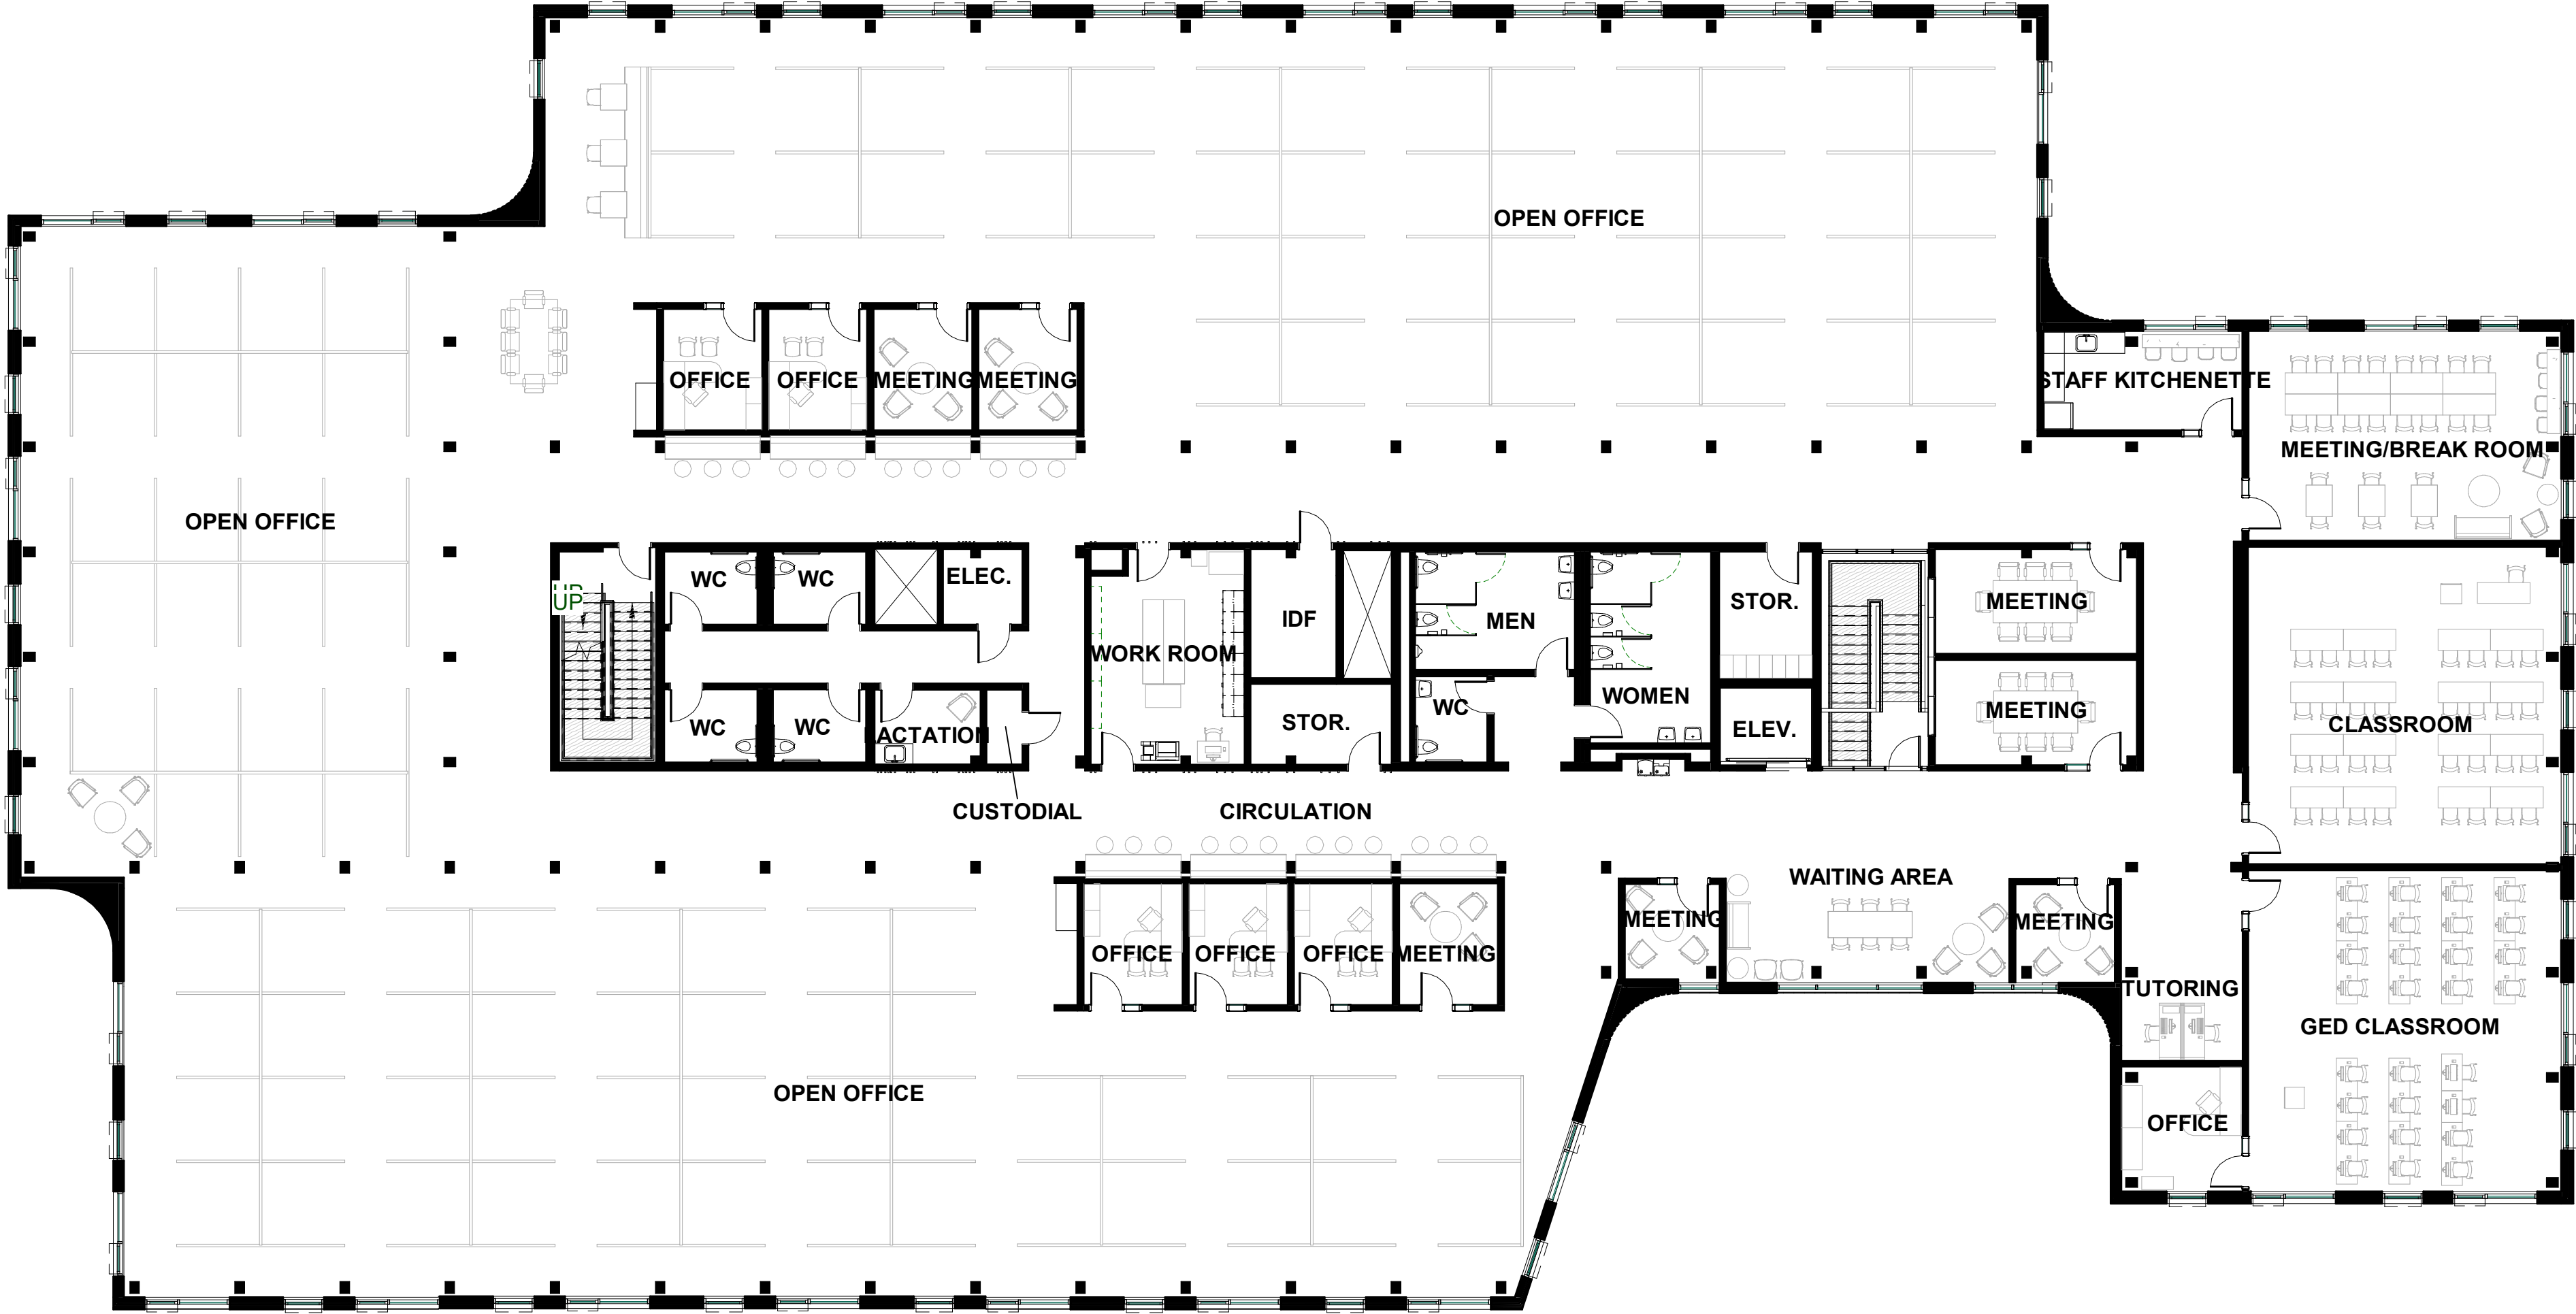 OPEN OFFICE
OFFICE
OFFICE
MEETING
MEETING
STAFF KITCHENETTE
MEETING/BREAK ROOM
OPEN OFFICE
UP
UP
WC
WC
ELEC.
WORK ROOM
IDF
MEN
STOR.
MEETING
WC
WC
LACTATION
STOR.
WC
WOMEN
ELEV.
MEETING
CLASSROOM
CUSTODIAL
CIRCULATION
WAITING AREA
OFFICE
OFFICE
OFFICE
MEETING
MEETING
MEETING
TUTORING
GED CLASSROOM
OPEN OFFICE
OFFICE